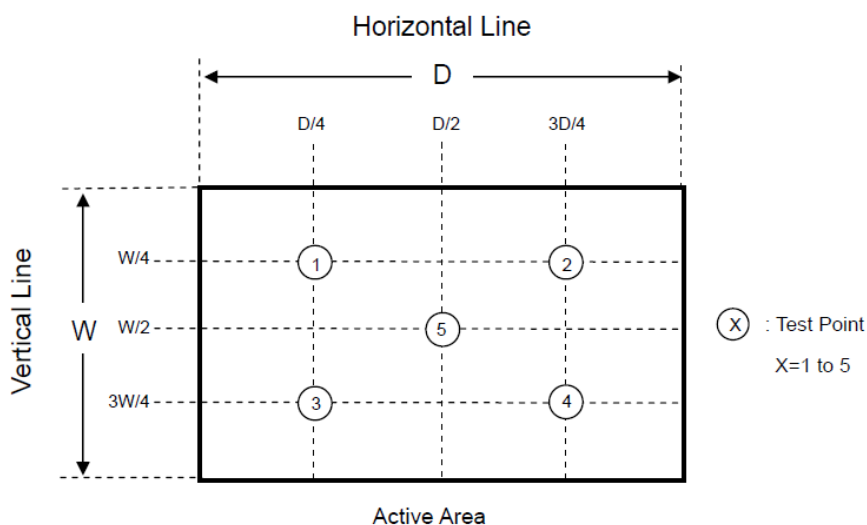 Horizontal Line
D
D/4
D/2
3D/4
Vertical Line
W
W/4
W/2
3W/4
1
2
5
3
4
X : Test Point
X=1 to 5
Active Area